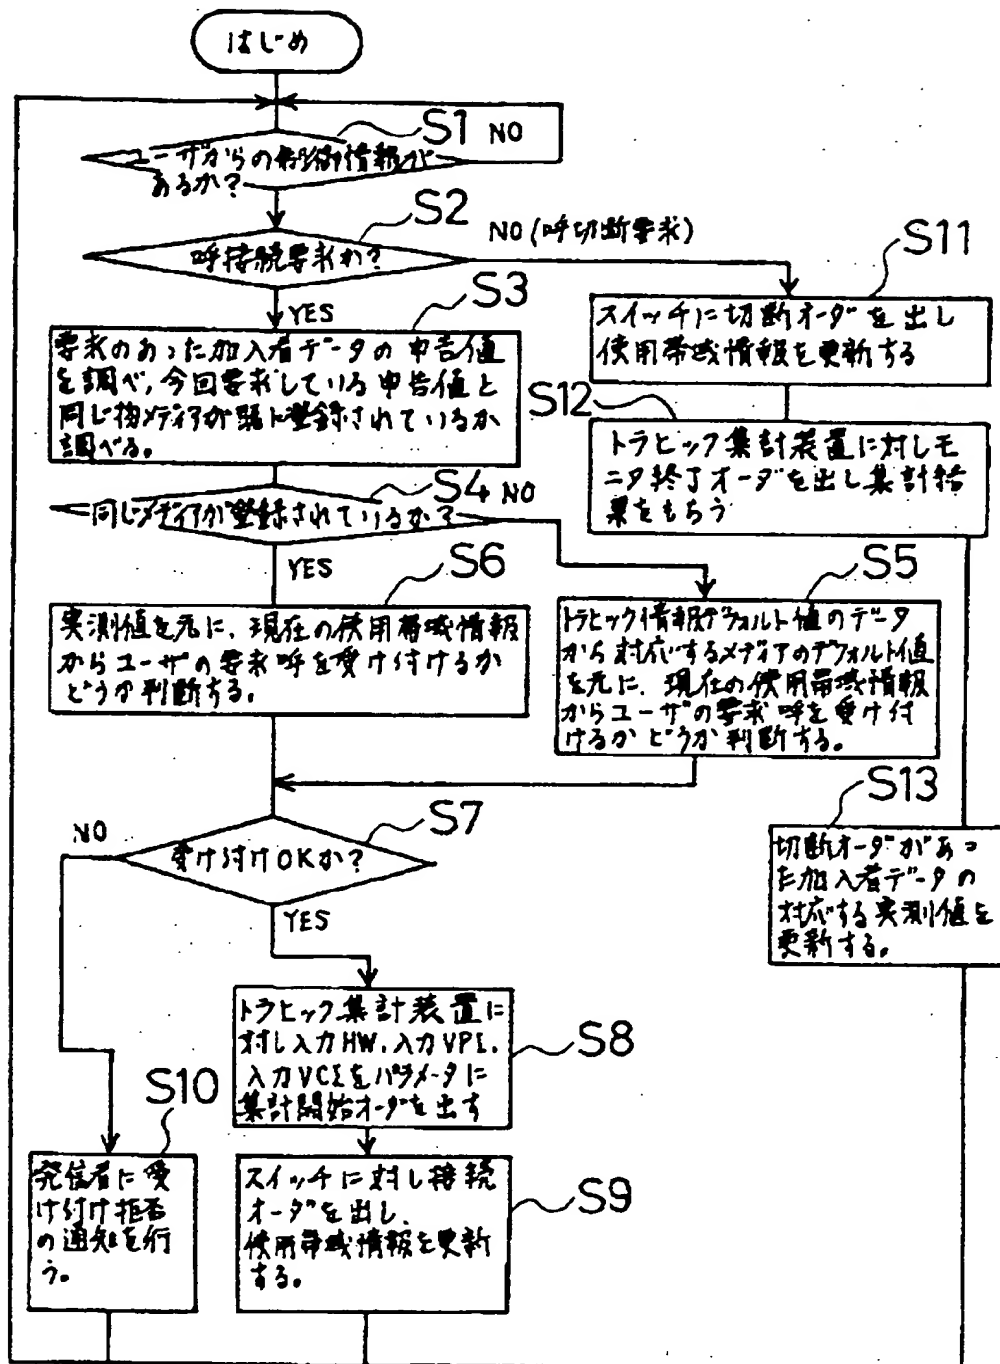 はじめ
S1 NO
ユーザからの制御情報が
あるか?
S2
NO (呼切断要求)
呼接続要求か?
S11
YES
S3
スイッチに切断オーダを出し
使用帯域情報を更新する
要求のあった加入者データの申告値
を調べ,今回要求している申告値と
同じ物メディアが既に登録されているか
調べる。
S12
トラヒック集計装置に対しモ
ニタ終了オーダを出し集計結
果をもらう
S4 NO
同じメディアが登録されているか?
YES
S6
S5
実測値を元に、現在の使用帯域情報
からユーザの要求呼を受け付けるか
どうか判断する。
トラヒック情報デフォルト値のデータ
から対応するメディアのデフォルト値
を元に、現在の使用帯域情報
からユーザの要求呼を受け付
けるかどうか判断する。
S13
切断オーダがあっ
た加入者データの
対応する実測値を
更新する。
S7
NO
受け付けOKか?
YES
トラヒック集計装置に
対し入力HW.入力VPI.
入力VCIをパラメータに
集計開始オーダを出す
S8
S10
発信者に受
け付け拒否
の通知を行
う。
スイッチに対し接続
オーダを出し、
使用帯域情報を更新
する。
S9